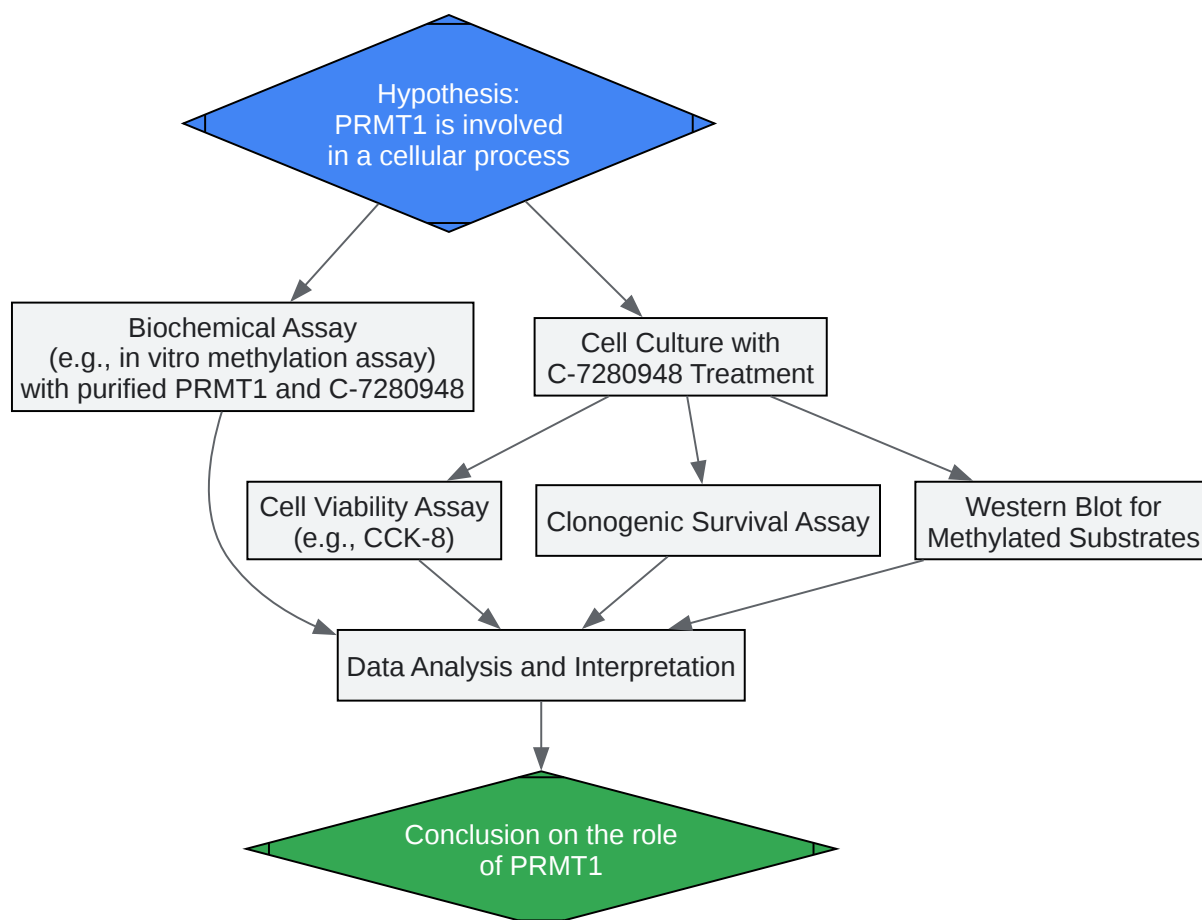 Hypothesis:
PRMT1 is involved
in a cellular process
Biochemical Assay
(e.g., in vitro methylation assay)
with purified PRMT1 and C-7280948
Cell Culture with
C-7280948 Treatment
Cell Viability Assay
(e.g., CCK-8)
Clonogenic Survival Assay
Western Blot for
Methylated Substrates
Data Analysis and Interpretation
Conclusion on the role
of PRMT1